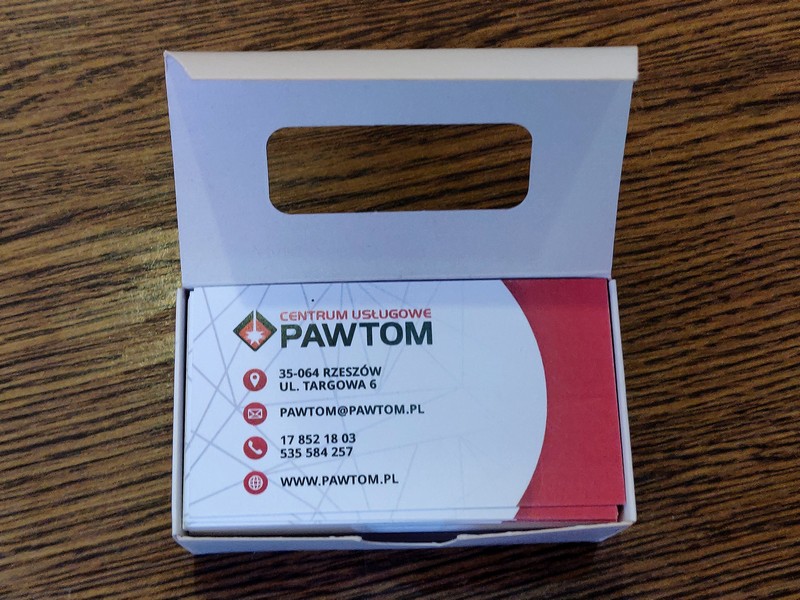 CENTRUM USŁUGOWE
PAWTOM
35-064 RZESZÓW
UL. TARGOWA 6
PAWTOM@PAWTOM.PL
17 852 18 03
535 584 257
WWW.PAWTOM.PL